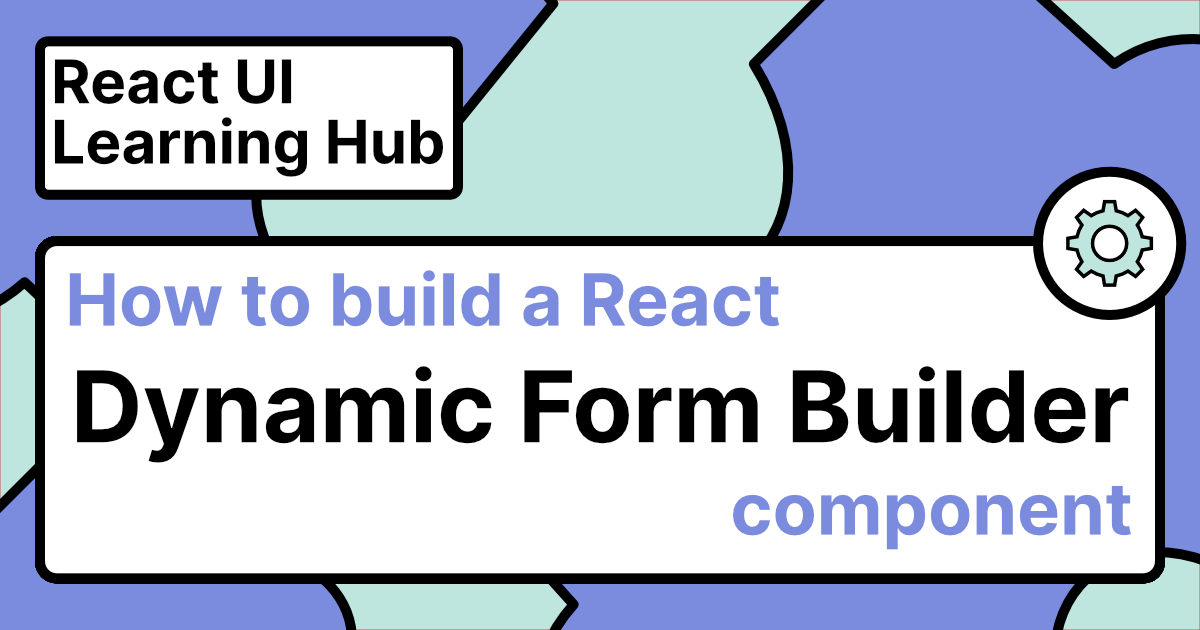 React UI
Learning Hub
How to build a React
Dynamic Form Builder
component